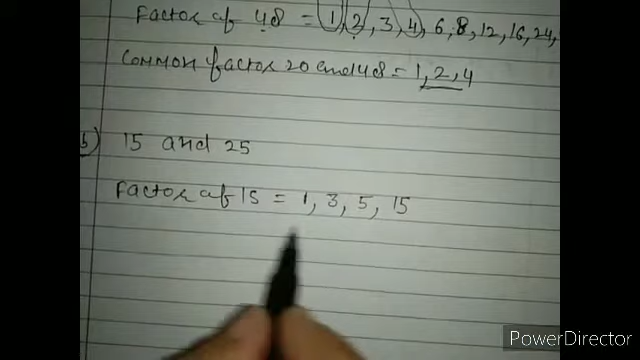 Factor of 48 = 1, 2, 3, 4, 6, 8, 12, 16, 24,
Common factor 20 and 48 = 1, 2, 4
b) 15 and 25
Factor of 15 = 1, 3, 5, 15
PowerDirector